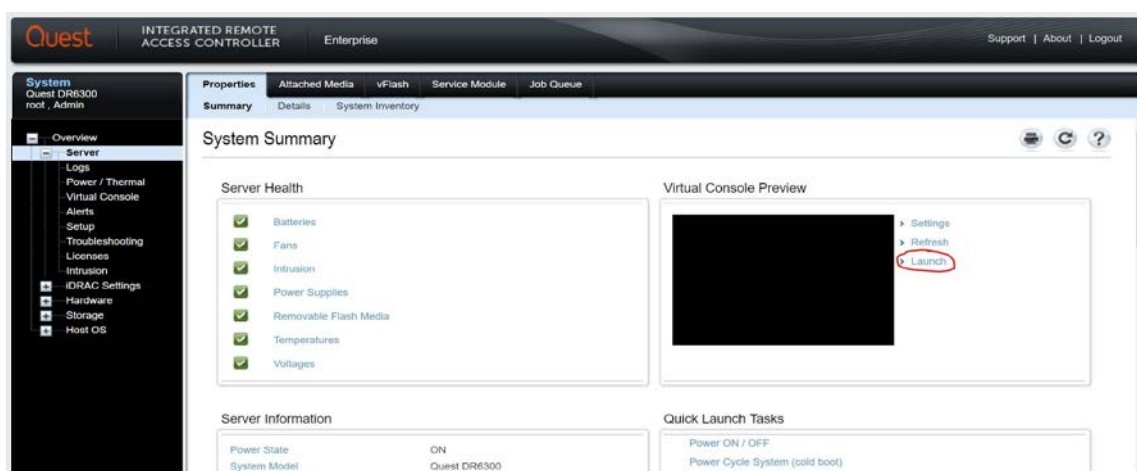 Quest
INTEGRATED REMOTE
ACCESS CONTROLLER
Enterprise
Support | About | Logout
System
Quest DR6300
root , Admin
Properties Attached Media vFlash Service Module Job Queue
Summary Details System Inventory
Overview
Server
Logs
Power / Thermal
Virtual Console
Alerts
Setup
Troubleshooting
Licenses
Intrusion
iDRAC Settings
Hardware
Storage
Host OS
System Summary
Server Health
Batteries
Fans
Intrusion
Power Supplies
Removable Flash Media
Temperatures
Voltages
Virtual Console Preview
Settings
Refresh
Launch
Server Information
Power State ON
System Model Quest DR6300
Quick Launch Tasks
Power ON / OFF
Power Cycle System (cold boot)